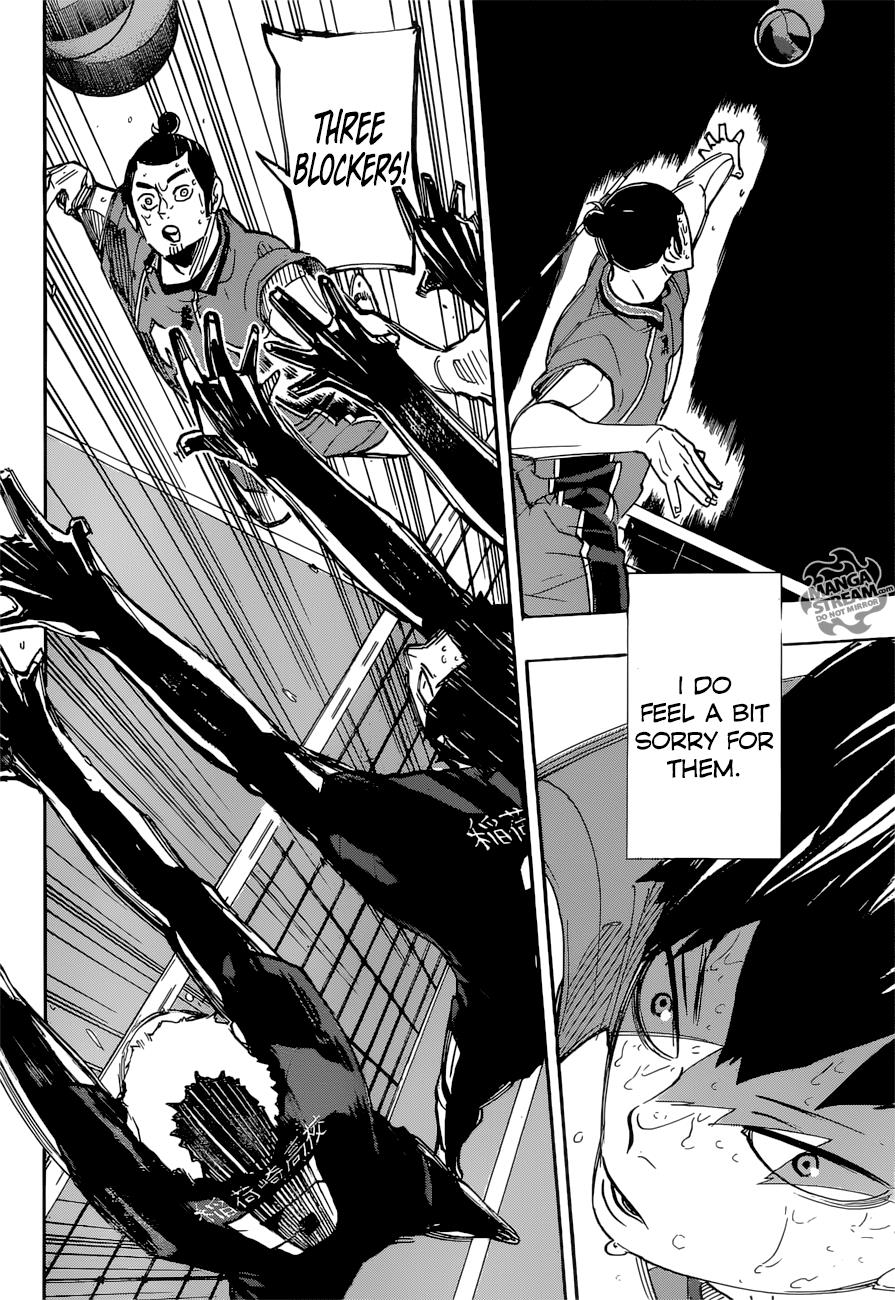 THREE
BLOCKERS!
I DO
FEEL A BIT
SORRY FOR
THEM.
MANGA
STREAM.com
DO NOT MIRROR
稲荷
稲荷崎高校